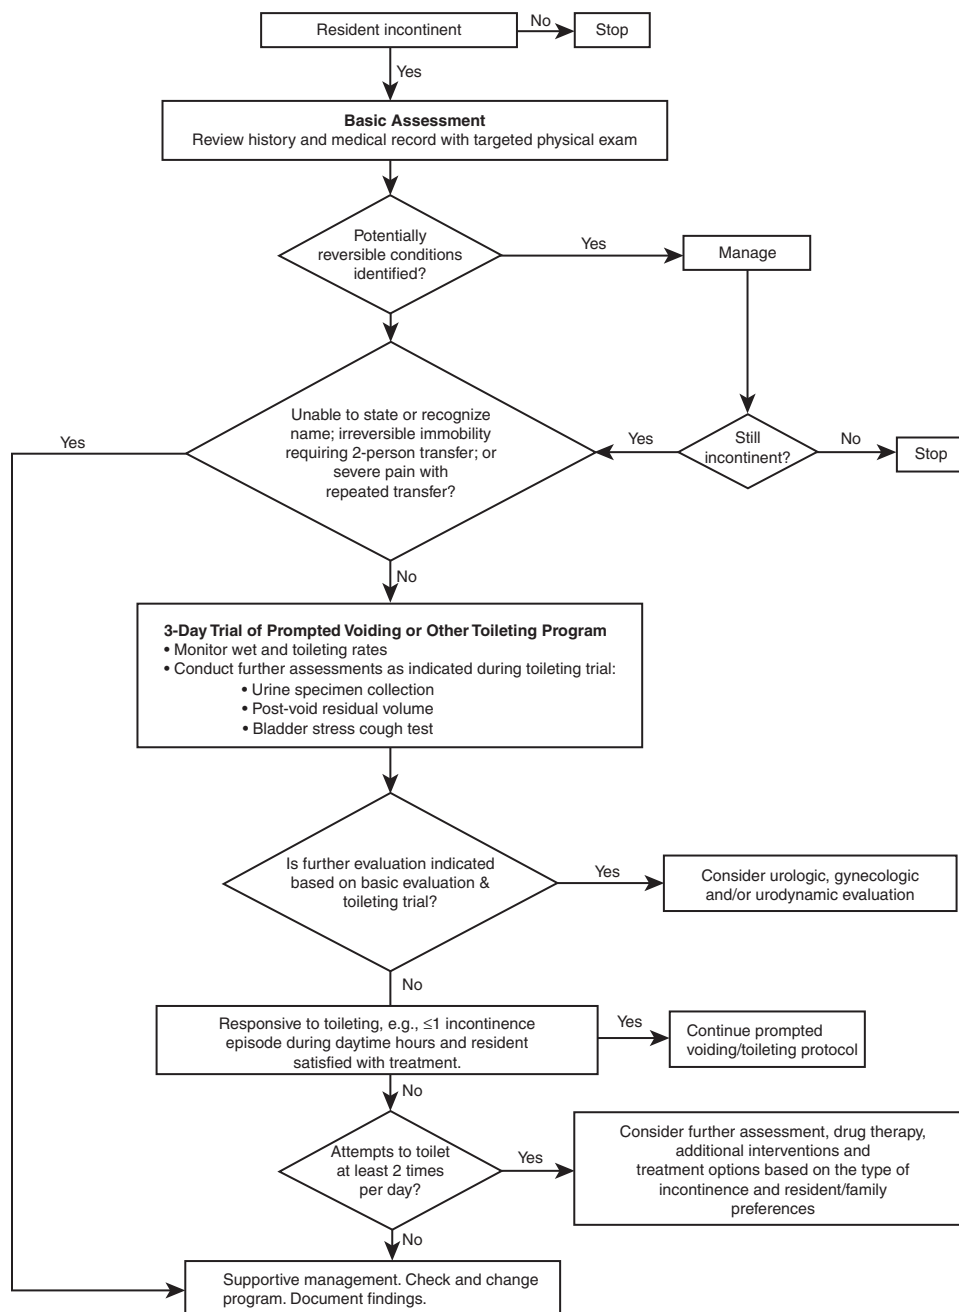 Resident incontinent
No
Stop
Yes
Basic Assessment
Review history and medical record with targeted physical exam
Potentially
reversible conditions
identified?
Yes
Manage
Unable to state or recognize
name; irreversible immobility
requiring 2-person transfer; or
severe pain with
repeated transfer?
Yes
Yes
Still
incontinent?
No
Stop
No
3-Day Trial of Prompted Voiding or Other Toileting Program
• Monitor wet and toileting rates
• Conduct further assessments as indicated during toileting trial:
• Urine specimen collection
• Post-void residual volume
• Bladder stress cough test
Is further evaluation indicated
based on basic evaluation &
toileting trial?
Yes
Consider urologic, gynecologic
and/or urodynamic evaluation
No
Responsive to toileting, e.g., ≤1 incontinence
episode during daytime hours and resident
satisfied with treatment.
Yes
Continue prompted
voiding/toileting protocol
No
Attempts to toilet
at least 2 times
per day?
Yes
Consider further assessment, drug therapy,
additional interventions and
treatment options based on the type of
incontinence and resident/family
preferences
No
Supportive management. Check and change
program. Document findings.